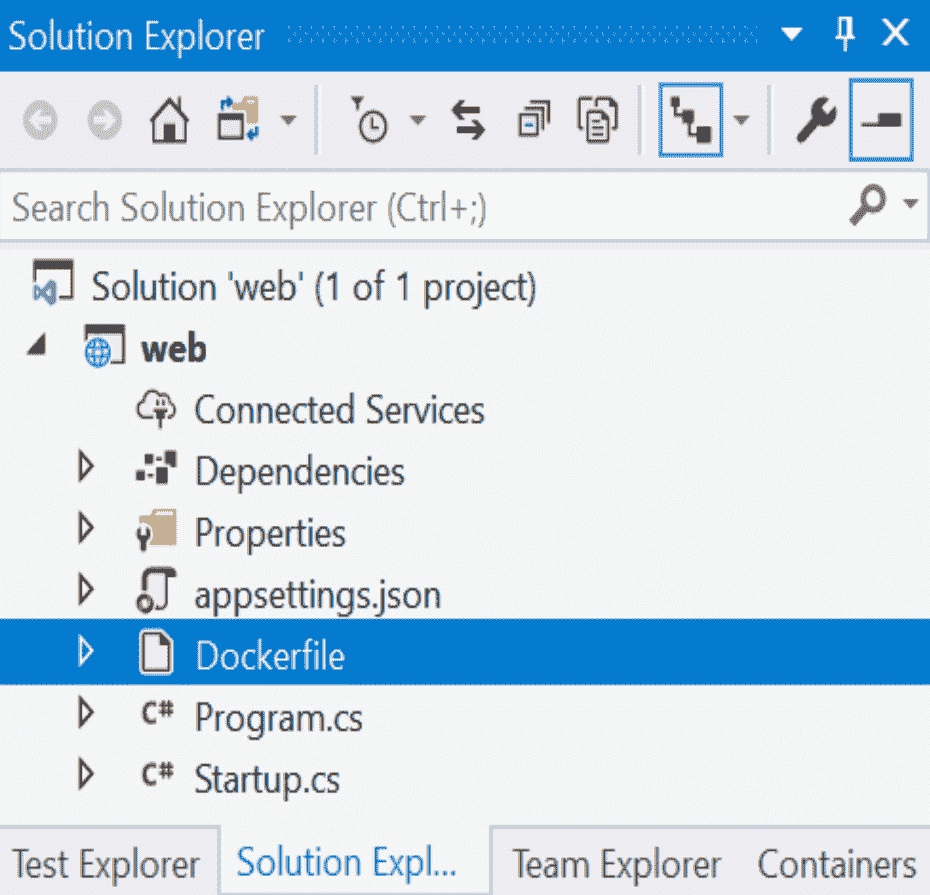 Solution Explorer
Search Solution Explorer (Ctrl+;)
Solution 'web' (1 of 1 project)
web
Connected Services
Dependencies
Properties
appsettings.json
Dockerfile
C# Program.cs
C# Startup.cs
Test Explorer Solution Expl... Team Explorer Containers